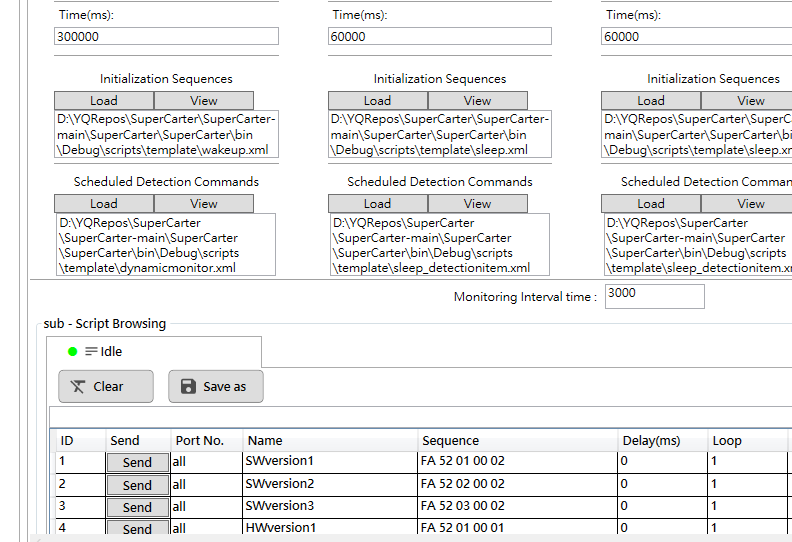 Time(ms): Time(ms): Time(ms):
300000 60000 60000
Initialization Sequences Initialization Sequences Initialization Sequences
Load View Load View Load View
D:\YQRepos\SuperCarter\SuperCarter- D:\YQRepos\SuperCarter\SuperCarter- D:\YQRepos\SuperCarter\SuperC
main\SuperCarter\SuperCarter\bin main\SuperCarter\SuperCarter\bin main\SuperCarter\SuperCarter\bi
\Debug\scripts\template\wakeup.xml \Debug\scripts\template\sleep.xml \Debug\scripts\template\sleep.x
Scheduled Detection Commands Scheduled Detection Commands Scheduled Detection Comman
Load View Load View Load View
D:\YQRepos\SuperCarter D:\YQRepos\SuperCarter D:\YQRepos\SuperCarter
\SuperCarter-main\SuperCarter \SuperCarter-main\SuperCarter \SuperCarter-main\SuperCarter
\SuperCarter\bin\Debug\scripts \SuperCarter\bin\Debug\scripts \SuperCarter\bin\Debug\scripts
\template\dynamicmonitor.xml \template\sleep_detectionitem.xml \template\sleep_detectionitem.x
Monitoring Interval time : 3000
sub - Script Browsing
Idle
Clear Save as
ID Send Port No. Name Sequence Delay(ms) Loop
1 Send all SWversion1 FA 52 01 00 02 0 1
2 Send all SWversion2 FA 52 02 00 02 0 1
3 Send all SWversion3 FA 52 03 00 02 0 1
4 Send all HWversion1 FA 52 01 00 01 0 1